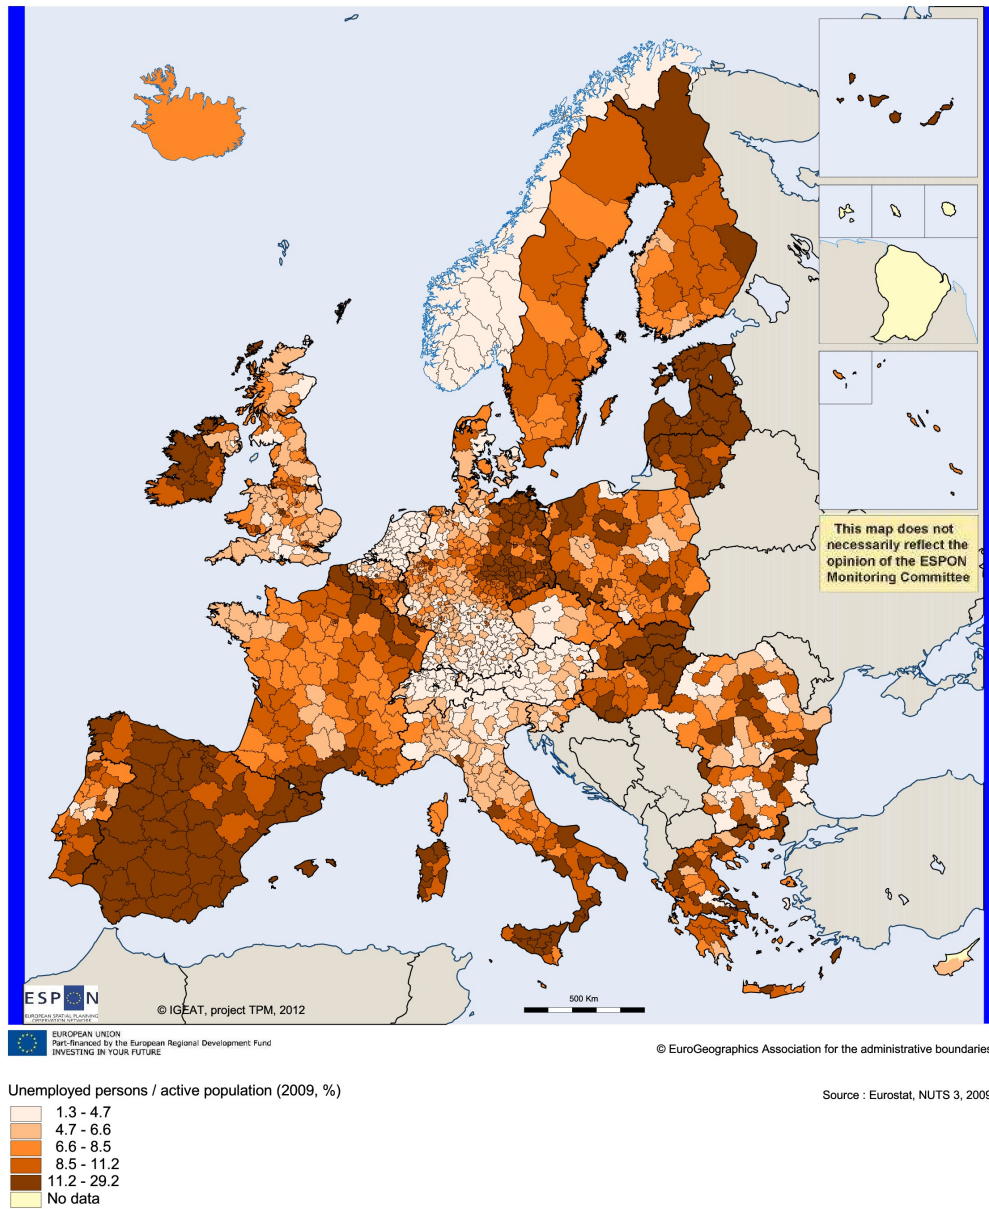 This map does not
necessarily reflect the
opinion of the ESPON
Monitoring Committee
ESPON
EUROPEAN SPATIAL PLANNING
OBSERVATION NETWORK
© IGEAT, project TPM, 2012
500 Km
EUROPEAN UNION
Part-financed by the European Regional Development Fund
INVESTING IN YOUR FUTURE
© EuroGeographics Association for the administrative boundaries
Unemployed persons / active population (2009, %)
Source : Eurostat, NUTS 3, 2009
1.3 - 4.7
4.7 - 6.6
6.6 - 8.5
8.5 - 11.2
11.2 - 29.2
No data